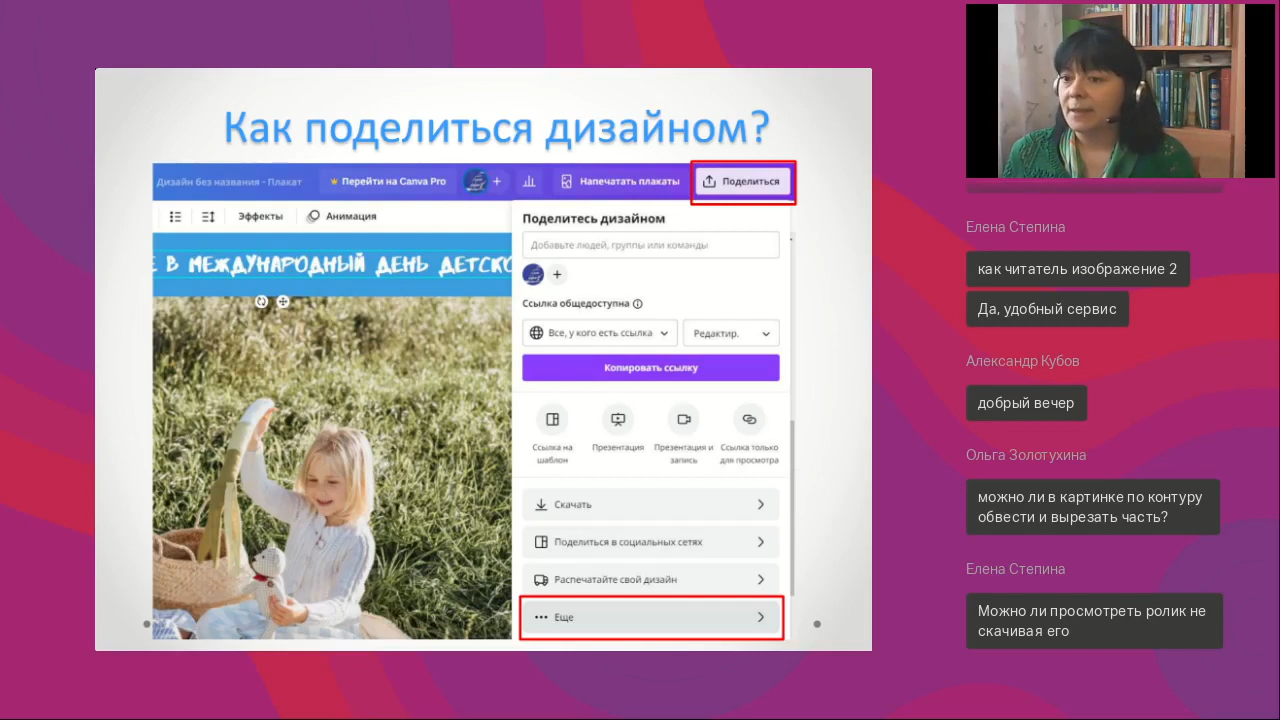 Как поделиться дизайном?
Дизайн без названия - Плакат
Перейти на Canva Pro
Напечатать плакаты
Поделиться
Эффекты
Анимация
Е В МЕЖДУНАРОДНЫЙ ДЕНЬ ДЕТСКО
Поделитесь дизайном
Добавьте людей, группы или команды
Ссылка общедоступна
Все, у кого есть ссылка
Редактир.
Копировать ссылку
Ссылка на шаблон
Презентация
Презентация и запись
Ссылка только для просмотра
Скачать
Поделиться в социальных сетях
Распечатайте свой дизайн
Еще
Елена Степина
как читатель изображение 2
Да, удобный сервис
Александр Кубов
добрый вечер
Ольга Золотухина
можно ли в картинке по контуру
обвести и вырезать часть?
Елена Степина
Можно ли просмотреть ролик не
скачивая его